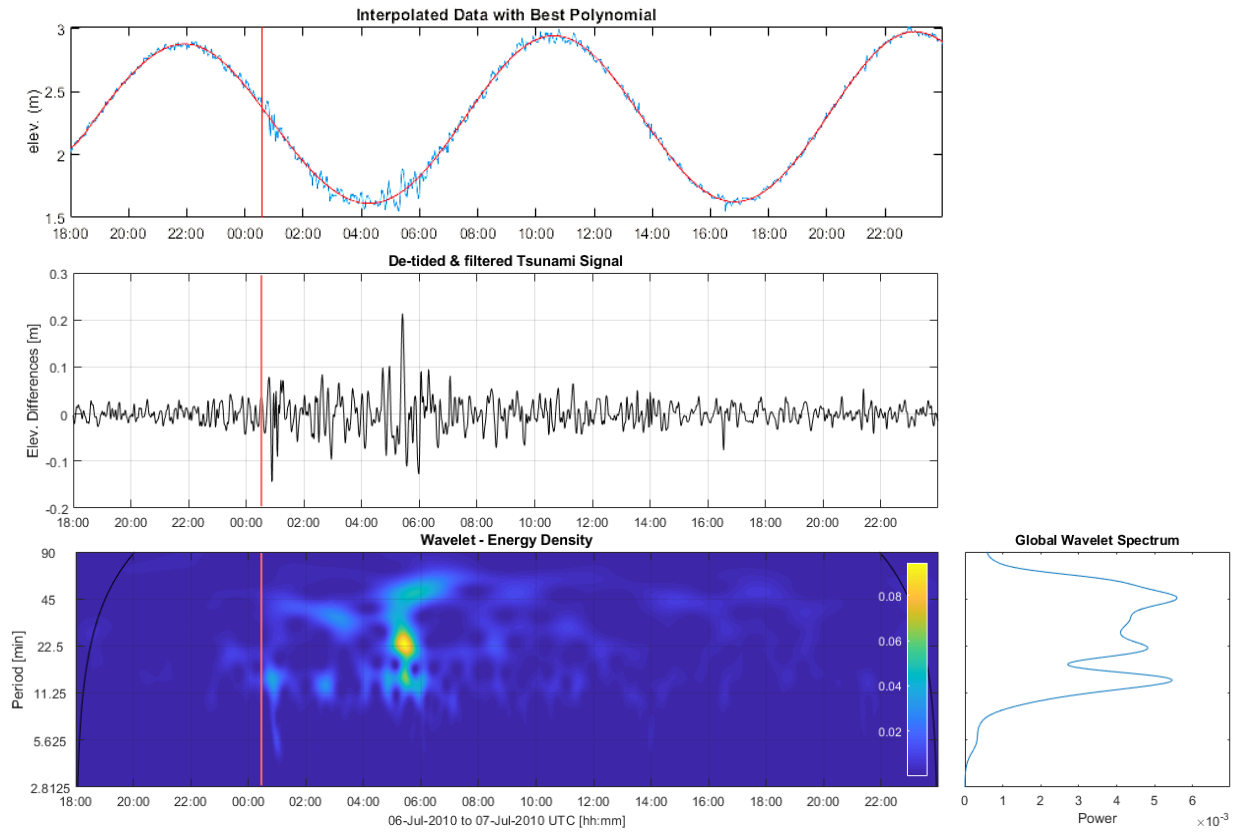 Interpolated Data with Best Polynomial
3
2.5
2
1.5
elev. (m)
18:00 20:00 22:00 00:00 02:00 04:00 06:00 08:00 10:00 12:00 14:00 16:00 18:00 20:00 22:00
De-tided & filtered Tsunami Signal
0.3
0.2
0.1
0
-0.1
-0.2
Elev. Differences [m]
18:00 20:00 22:00 00:00 02:00 04:00 06:00 08:00 10:00 12:00 14:00 16:00 18:00 20:00 22:00
Wavelet - Energy Density
90
45
22.5
11.25
5.625
2.8125
Period [min]
0.08
0.06
0.04
0.02
18:00 20:00 22:00 00:00 02:00 04:00 06:00 08:00 10:00 12:00 14:00 16:00 18:00 20:00 22:00
06-Jul-2010 to 07-Jul-2010 UTC [hh:mm]
Global Wavelet Spectrum
0 1 2 3 4 5 6
Power
×10⁻³